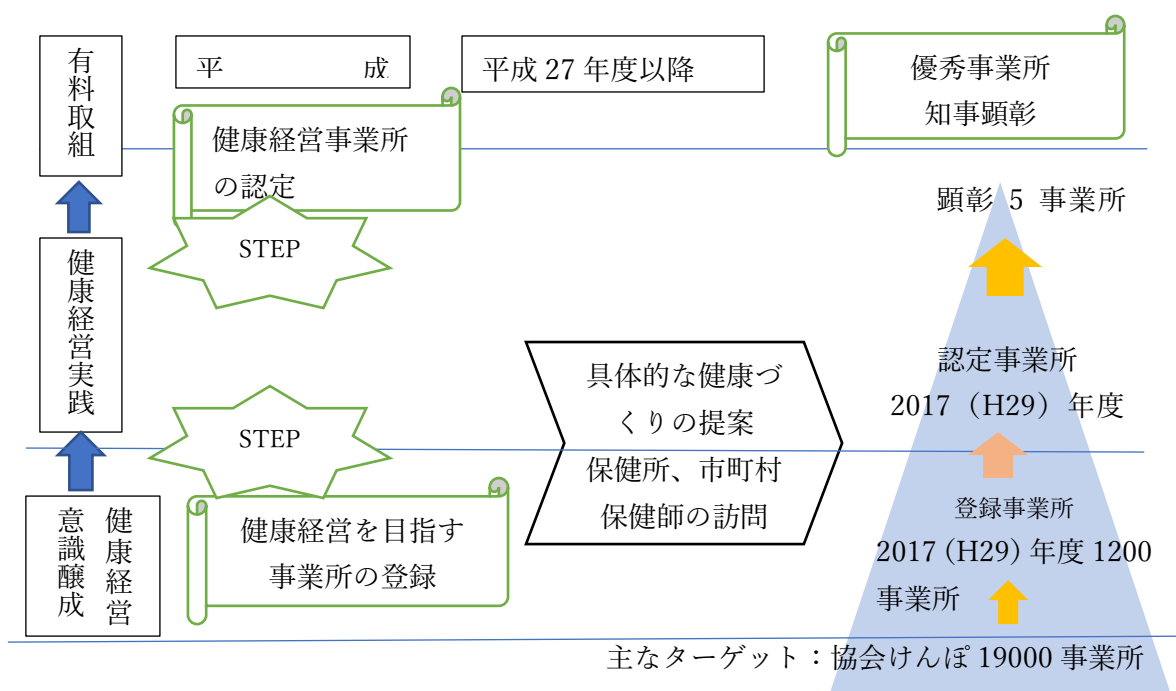 有料取組
平 成
平成 27 年度以降
優秀事業所
知事顕彰
健康経営事業所
の認定
顕彰 5 事業所
STEP
健康経営実践
具体的な健康づ
くりの提案
保健所、市町村
保健師の訪問
認定事業所
2017（H29）年度
STEP
健康経営
意識醸成
健康経営を目指す
事業所の登録
登録事業所
2017（H29）年度 1200
事業所
主なターゲット：協会けんぽ 19000 事業所